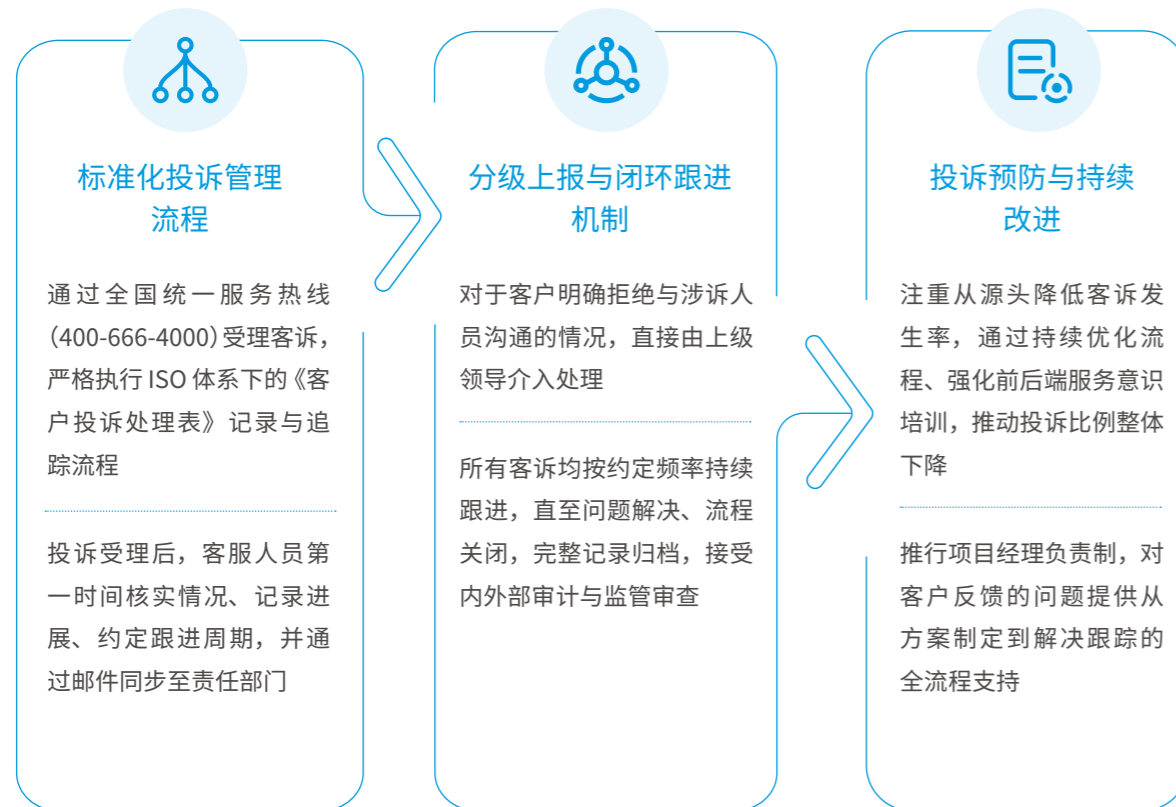 标准化投诉管理
流程
通过全国统一服务热线
（400-666-4000）受理客诉，
严格执行 ISO 体系下的《客
户投诉处理表》记录与追
踪流程
投诉受理后，客服人员第
一时间核实情况、记录进
展、约定跟进周期，并通
过邮件同步至责任部门
分级上报与闭环跟进
机制
对于客户明确拒绝与涉诉人
员沟通的情况，直接由上级
领导介入处理
所有客诉均按约定频率持续
跟进，直至问题解决、流程
关闭，完整记录归档，接受
内外部审计与监管审查
投诉预防与持续
改进
注重从源头降低客诉发
生率，通过持续优化流
程、强化前后端服务意识
培训，推动投诉比例整体
下降
推行项目经理负责制，对
客户反馈的问题提供从
方案制定到解决跟踪的
全流程支持